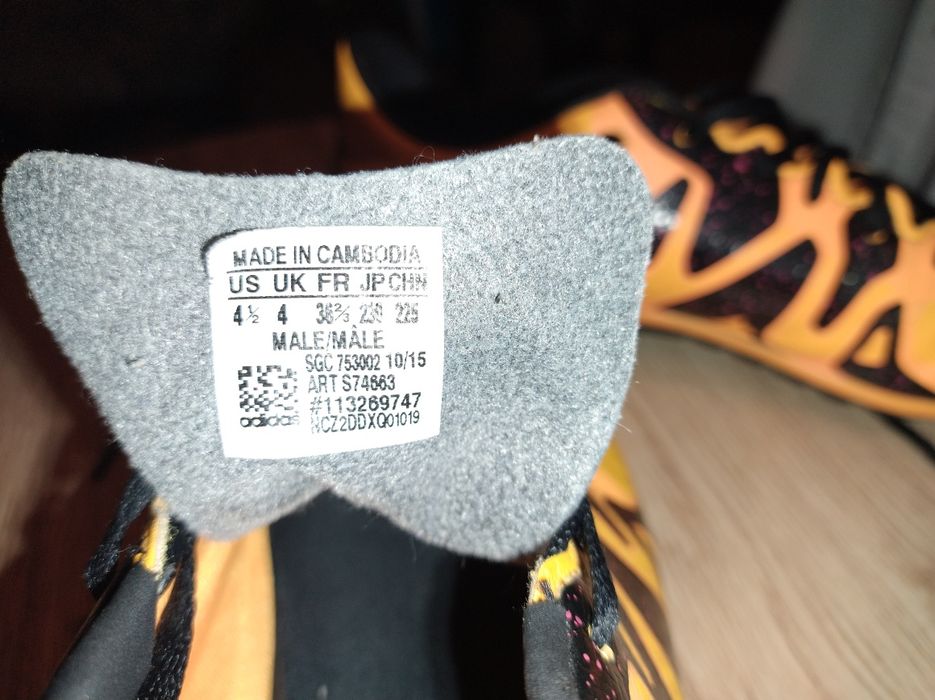 MADE IN CAMBODIA
US UK FR JP CHN
4½ 4 36⅔ 230 225
MALE/MÂLE
SGC 753002 10/15
ART S74663
#113269747
adidas NCZ2DDXQ01019